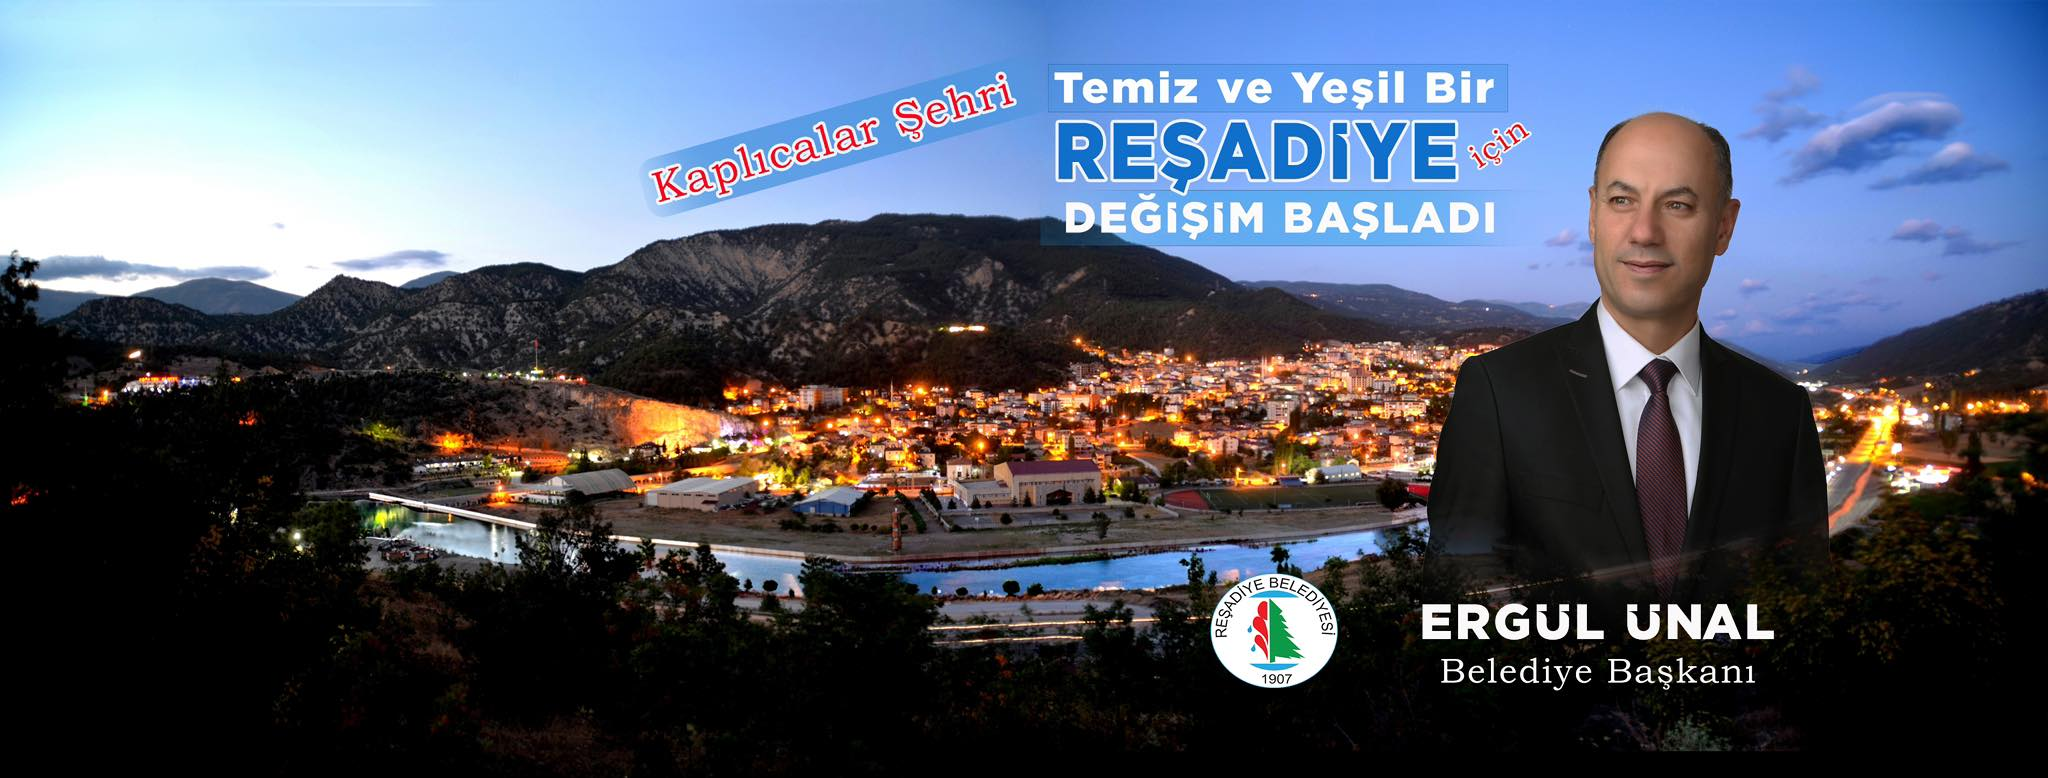 Kaplıcalar Şehri
Temiz ve Yeşil Bir
REŞADİYE için
DEĞİŞİM BAŞLADI
REŞADİYE BELEDİYESİ
1907
ERGÜL ÜNAL
Belediye Başkanı